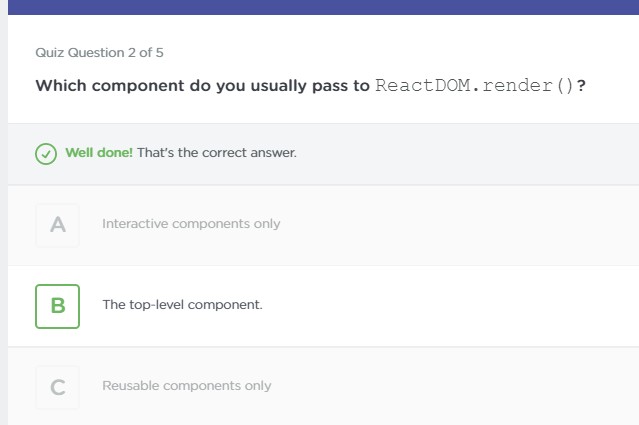 Quiz Question 2 of 5
Which component do you usually pass to ReactDOM.render()?
Well done! That's the correct answer.
A Interactive components only
B The top-level component.
C Reusable components only